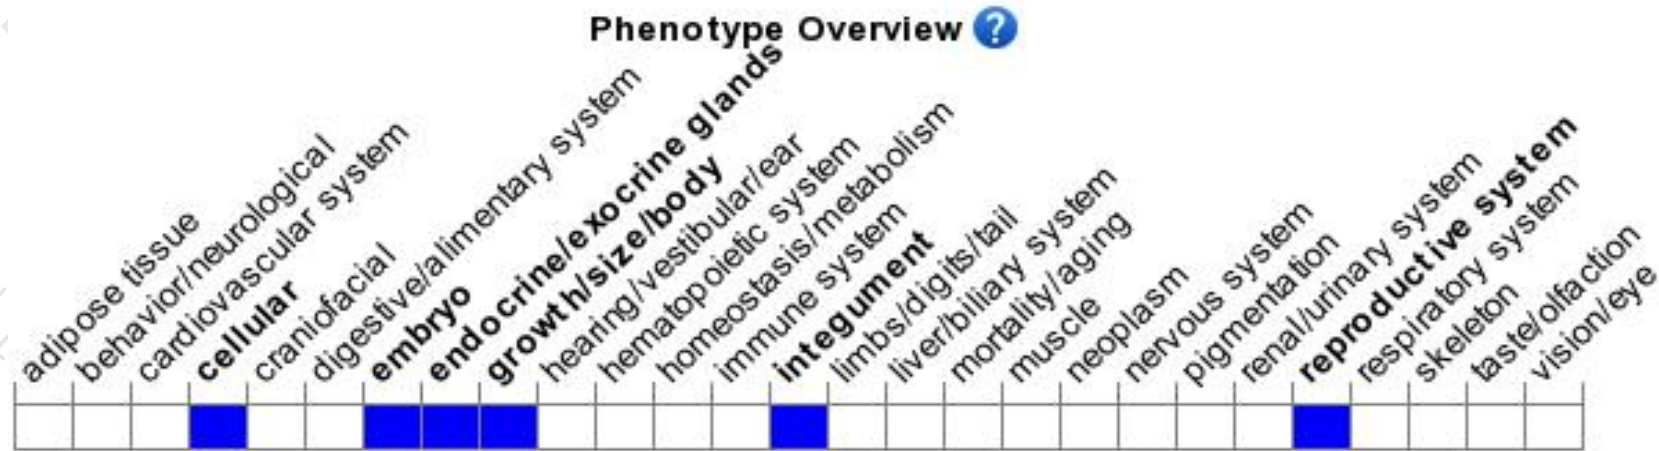 Phenotype Overview ?
adipose tissue
behavior/neurological
cardiovascular system
cellular
craniofacial
digestive/alimentary system
embryo
endocrine/exocrine glands
growth/size/body
hearing/vestibular/ear
hematopoietic system
homeostasis/metabolism
immune system
integument
limbs/digits/tail
liver/biliary system
mortality/aging
muscle
neoplasm
nervous system
pigmentation
renal/urinary system
reproductive system
respiratory system
skeleton
taste/olfaction
vision/eye